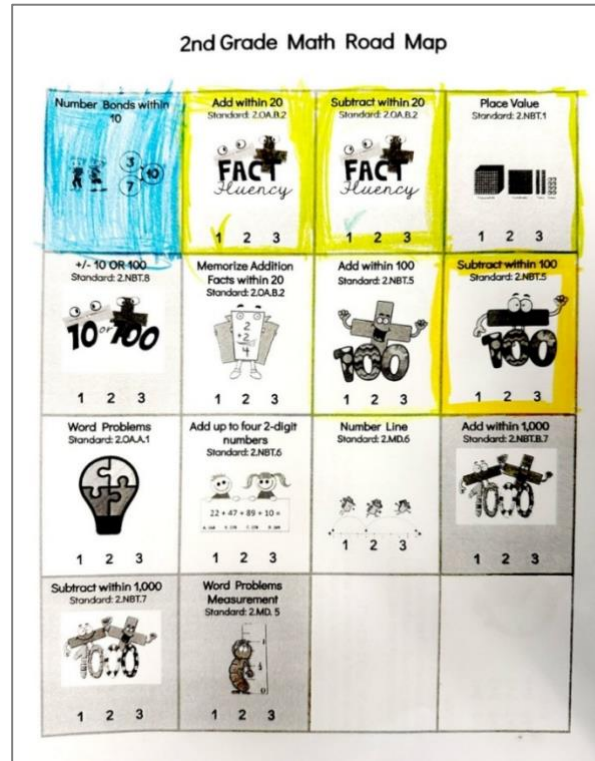 2nd Grade Math Road Map
Number Bonds within
10
3
10
7
Add within 20
Standard: 2.OA.B.2
FACT
Fluency
1 2 3
Subtract within 20
Standard: 2.OA.B.2
FACT
Fluency
1 2 3
Place Value
Standard: 2.NBT.1
1 2 3
+/- 10 OR 100
Standard: 2.NBT.8
10 or 100
1 2 3
Memorize Addition
Facts within 20
Standard: 2.OA.B.2
2
+2
4
1 2 3
Add within 100
Standard: 2.NBT.5
100
1 2 3
Subtract within 100
Standard: 2.NBT.5
100
1 2 3
Word Problems
Standard: 2.OA.A.1
1 2 3
Add up to four 2-digit
numbers
Standard: 2.NBT.6
22 + 47 + 89 + 10 =
1 2 3
Number Line
Standard: 2.MD.6
1 2 3
Add within 1,000
Standard: 2.NBT.B.7
1000
1 2 3
Subtract within 1,000
Standard: 2.NBT.7
1000
1 2 3
Word Problems
Measurement
Standard: 2.MD. 5
1 2 3